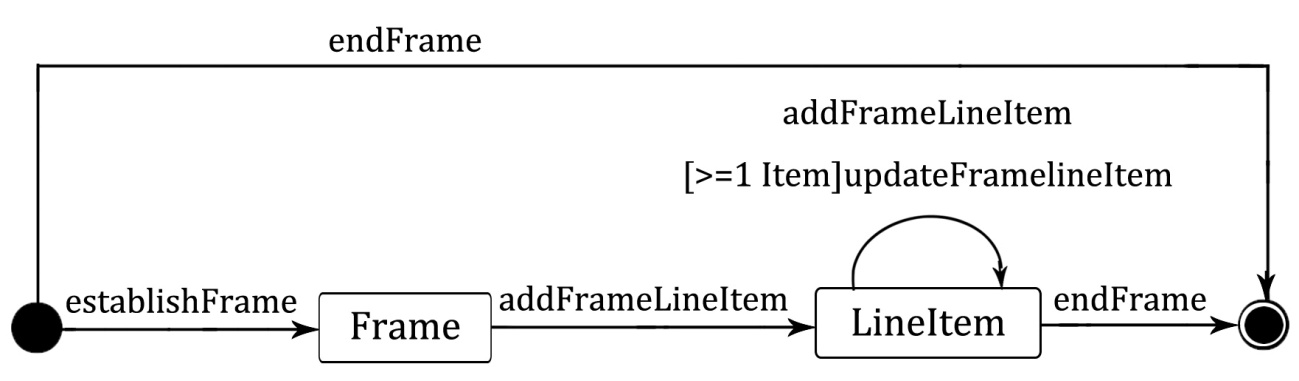 endFrame
addFrameLineItem
[>=1 Item]updateFramelineItem
establishFrame
Frame
addFrameLineItem
LineItem
endFrame